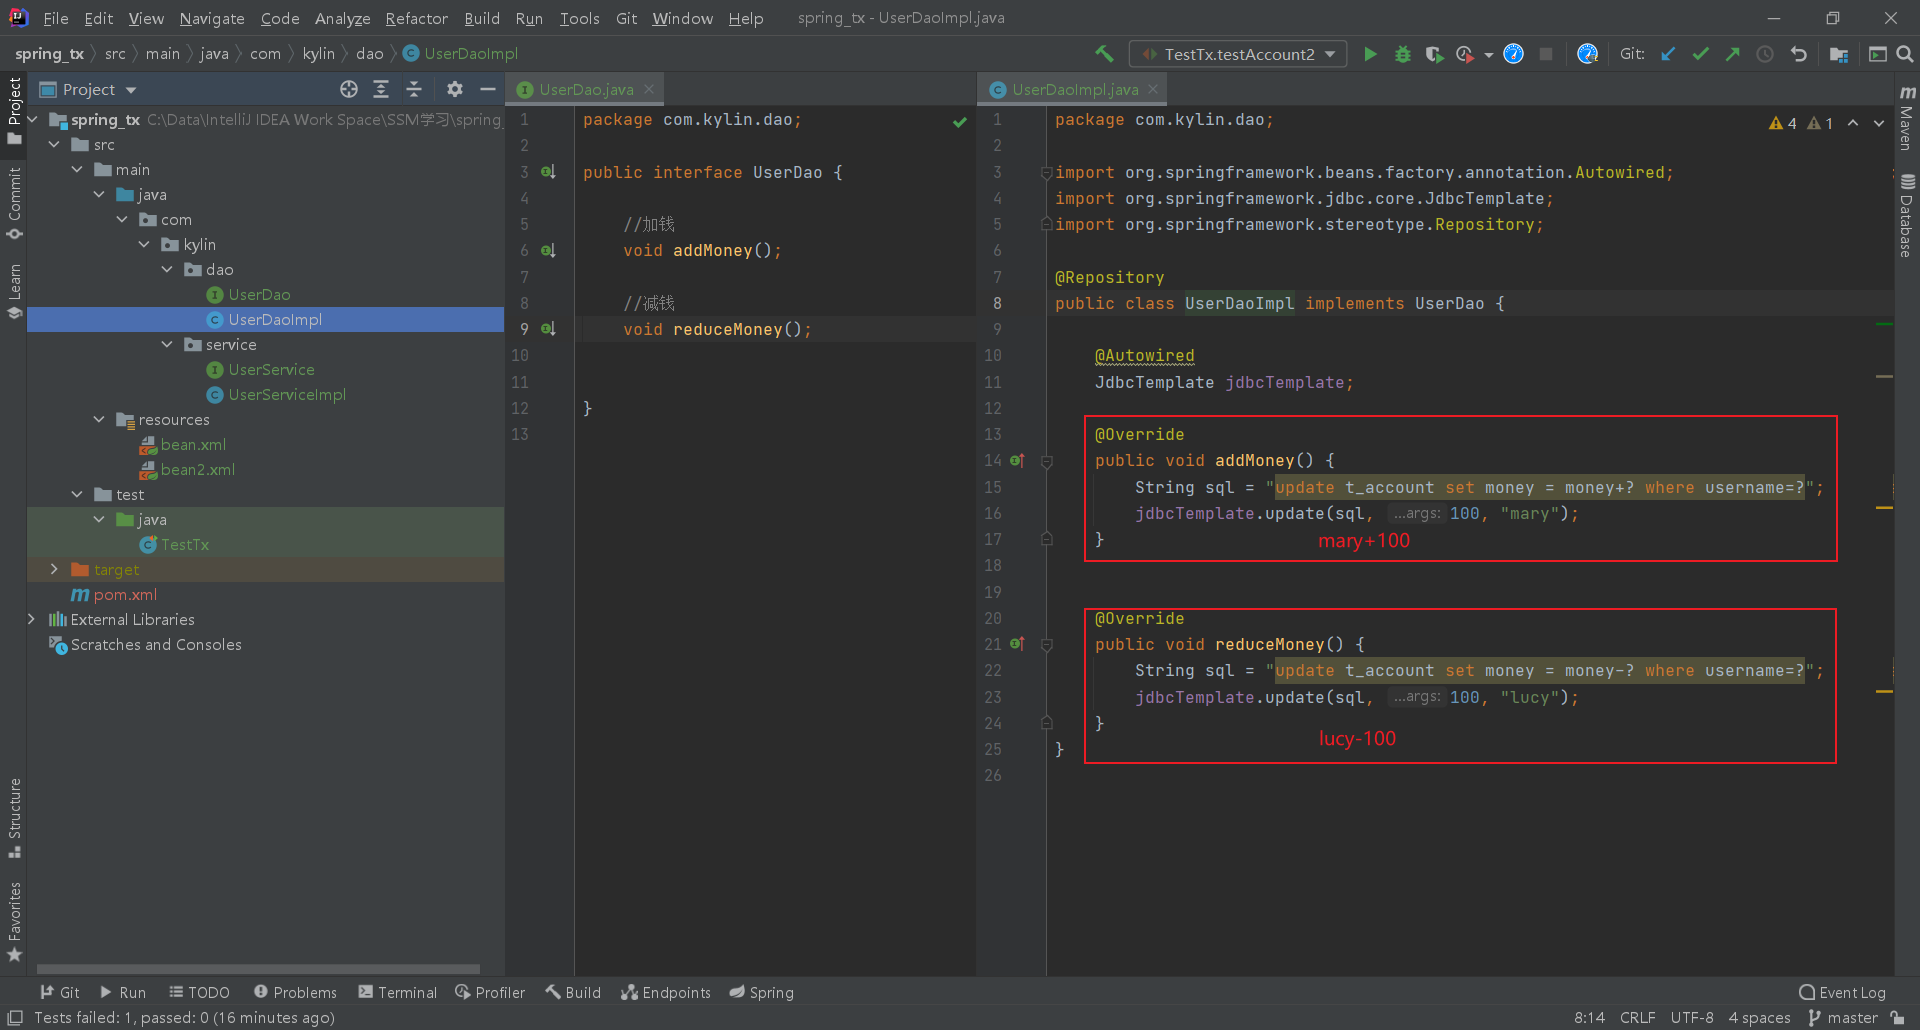 File Edit View Navigate Code Analyze Refactor Build Run Tools Git Window Help spring_tx - UserDaoImpl.java
spring_tx src main java com kylin dao UserDaoImpl
TestTx.testAccount2
Git:
Project
UserDao.java
UserDaoImpl.java
Project
Commit
Learn
Structure
Favorites
spring_tx C:\Data\IntelliJ IDEA Work Space\SSM学习\spring_
src
main
java
com
kylin
dao
UserDao
UserDaoImpl
service
UserService
UserServiceImpl
resources
bean.xml
bean2.xml
test
java
TestTx
target
pom.xml
External Libraries
Scratches and Consoles
1 package com.kylin.dao;
2
3 public interface UserDao {
4
5 //加钱
6 void addMoney();
7
8 //减钱
9 void reduceMoney();
10
11
12 }
13
4 1
1 package com.kylin.dao;
2
3 import org.springframework.beans.factory.annotation.Autowired;
4 import org.springframework.jdbc.core.JdbcTemplate;
5 import org.springframework.stereotype.Repository;
6
7 @Repository
8 public class UserDaoImpl implements UserDao {
9
10 @Autowired
11 JdbcTemplate jdbcTemplate;
12
13 @Override
14 public void addMoney() {
15 String sql = "update t_account set money = money+? where username=?";
16 jdbcTemplate.update(sql, ...args: 100, "mary");
17 }
mary+100
18
19
20 @Override
21 public void reduceMoney() {
22 String sql = "update t_account set money = money-? where username=?";
23 jdbcTemplate.update(sql, ...args: 100, "lucy");
24 }
lucy-100
25 }
26
Maven
Database
Git Run TODO Problems Terminal Profiler Build Endpoints Spring Event Log
Tests failed: 1, passed: 0 (16 minutes ago) 8:14 CRLF UTF-8 4 spaces master